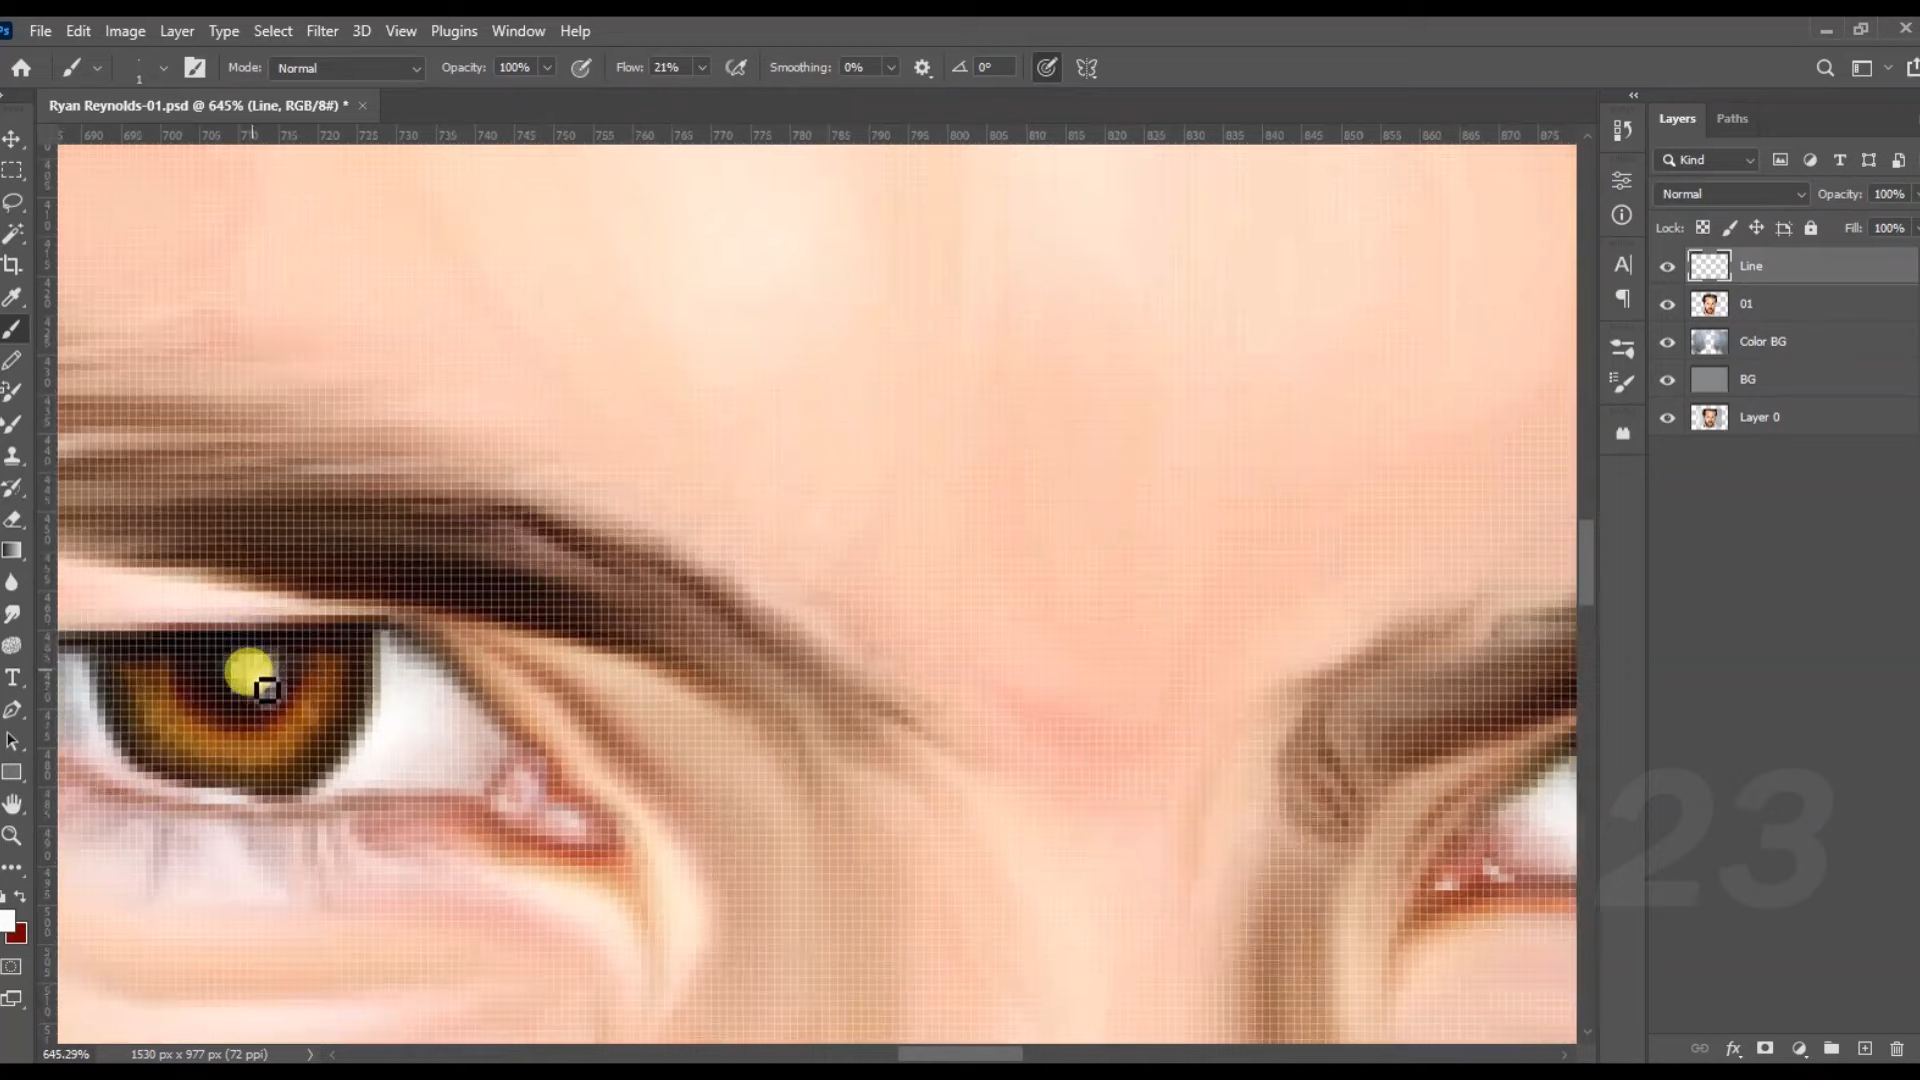 Ps File Edit Image Layer Type Select Filter 3D View Plugins Window Help
1 Mode: Normal Opacity: 100% Flow: 21% Smoothing: 0% 0°
Ryan Reynolds-01.psd @ 645% (Line, RGB/8#) *
690 695 700 705 710 715 720 725 730 735 740 745 750 755 760 765 770 775 780 785 790 795 800 805 810 815 820 825 830 835 840 845 850 855 860 865 870 875
Layers Paths
Kind
Normal Opacity: 100%
Lock: Fill: 100%
Line
01
Color BG
BG
Layer 0
23
645.29% 1530 px x 977 px (72 ppi)